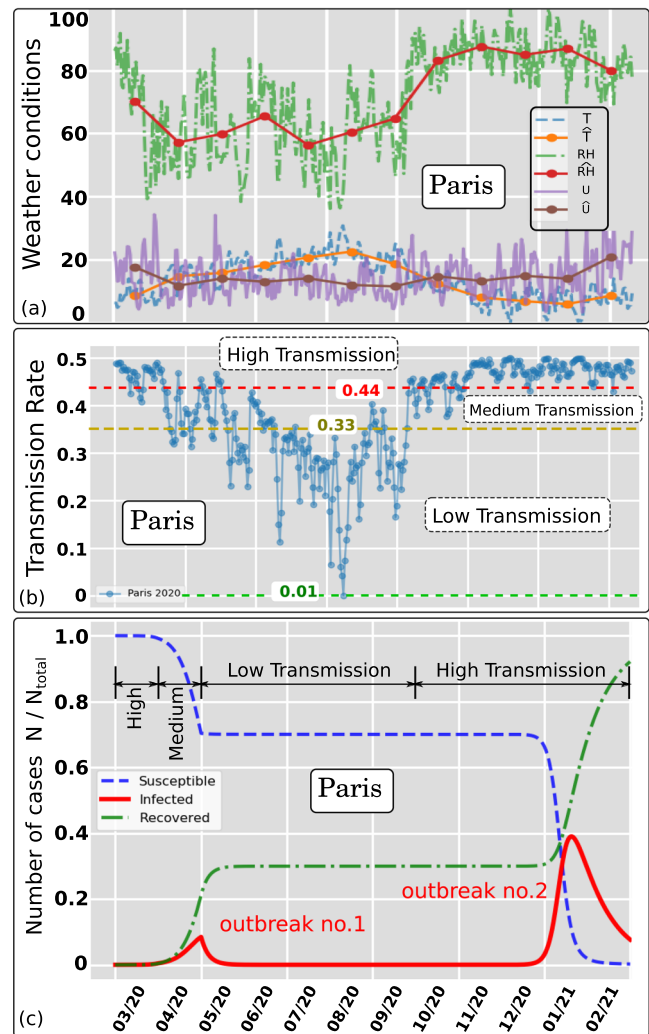 Weather conditions
100
80
60
40
20
0
T
T̂
RH
R̂H
U
Û
Paris
(a)
Transmission Rate
0.5
0.4
0.3
0.2
0.1
0
High Transmission
0.44
Medium Transmission
0.33
Low Transmission
Paris
0.01
Paris 2020
(b)
Number of cases N / Ntotal
1.0
0.8
0.6
0.4
0.2
0
High
Medium
Low Transmission
High Transmission
Paris
Susceptible
Infected
Recovered
outbreak no.1
outbreak no.2
(c)
03/20
04/20
05/20
06/20
07/20
08/20
09/20
10/20
11/20
12/20
01/21
02/21